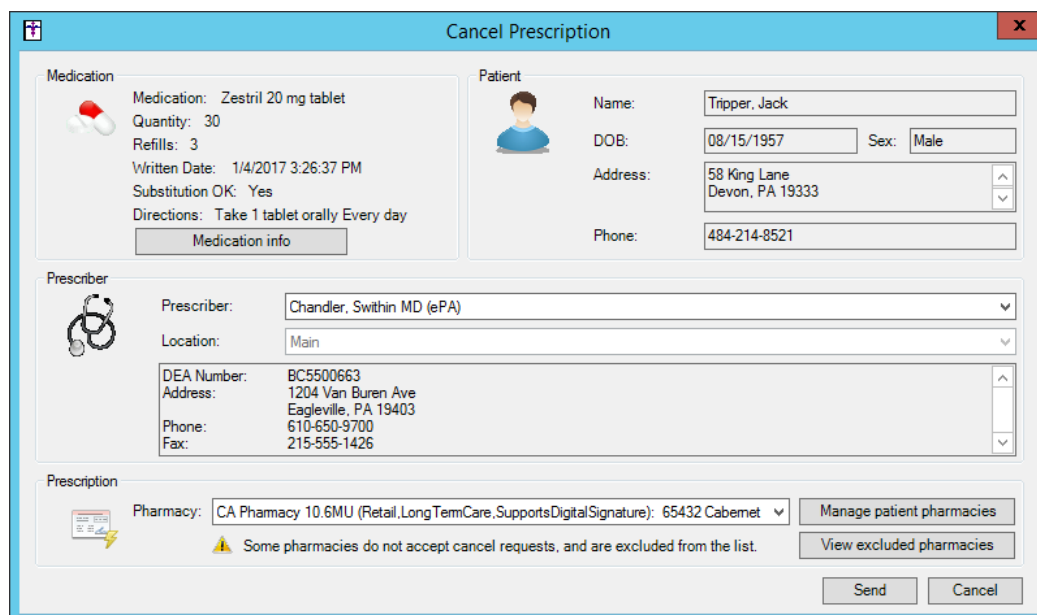 Cancel Prescription
x
Medication
Medication: Zestril 20 mg tablet
Quantity: 30
Refills: 3
Written Date: 1/4/2017 3:26:37 PM
Substitution OK: Yes
Directions: Take 1 tablet orally Every day
Medication info
Patient
Name: Tripper, Jack
DOB: 08/15/1957 Sex: Male
Address: 58 King Lane
Devon, PA 19333
Phone: 484-214-8521
Prescriber
Prescriber: Chandler, Swithin MD (ePA)
Location: Main
DEA Number: BC5500663
Address: 1204 Van Buren Ave
Eagleville, PA 19403
Phone: 610-650-9700
Fax: 215-555-1426
Prescription
Pharmacy: CA Pharmacy 10.6MU (Retail,LongTermCare,SupportsDigitalSignature): 65432 Cabernet Manage patient pharmacies
Some pharmacies do not accept cancel requests, and are excluded from the list. View excluded pharmacies
Send Cancel